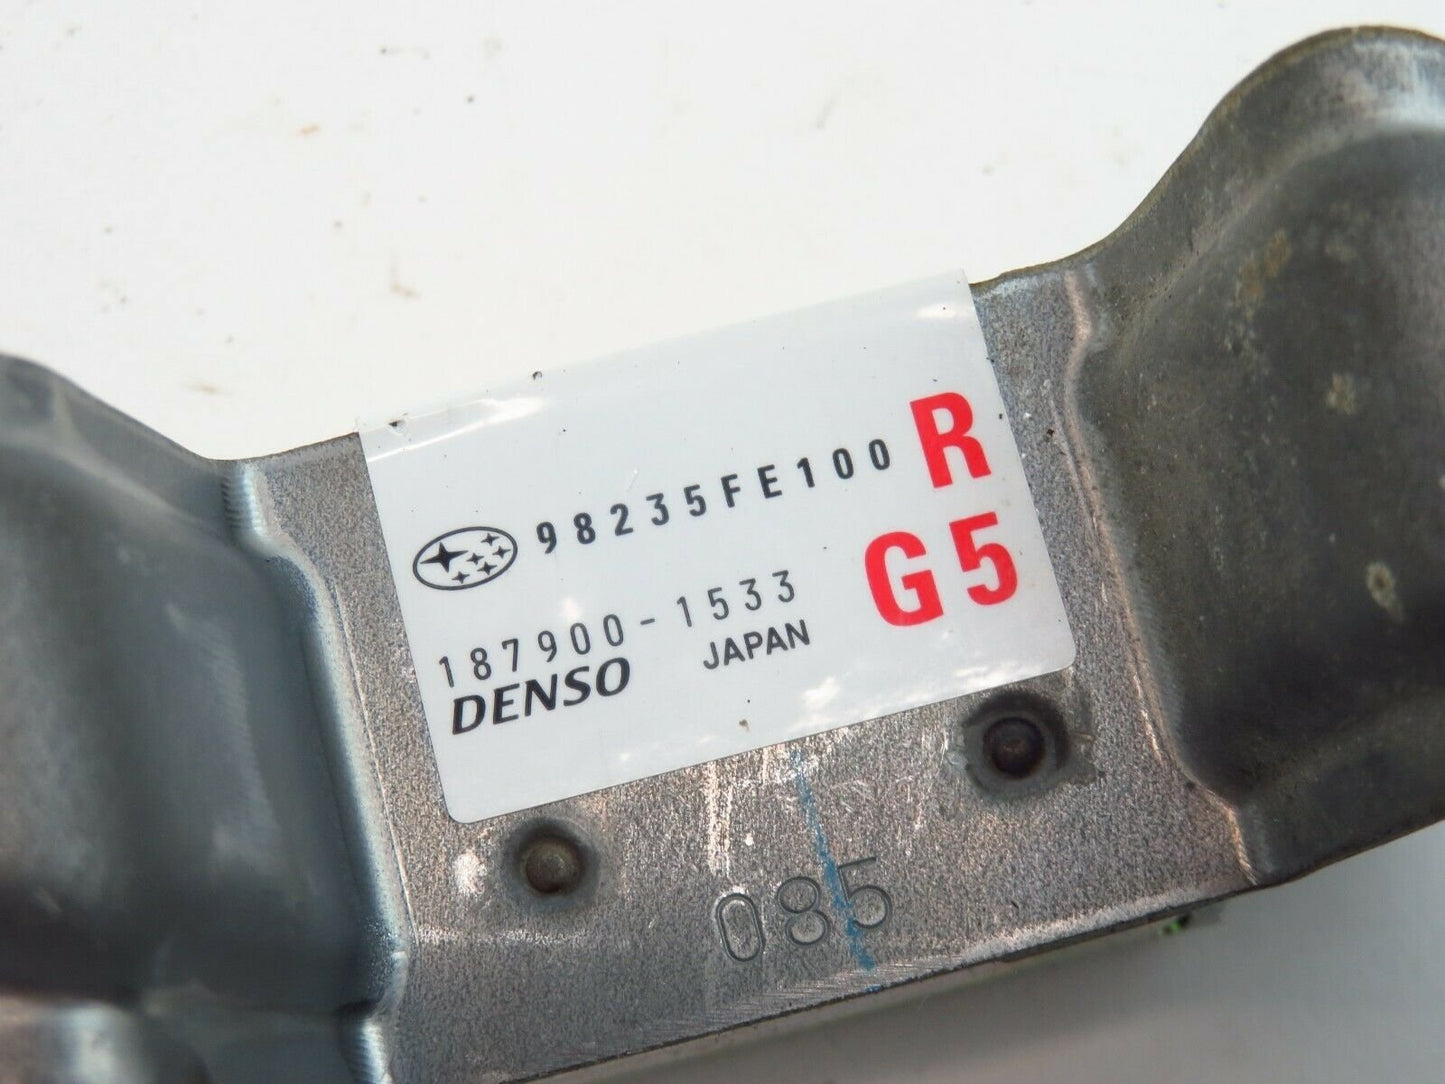 98235FE100 R
G5
187900-1533
DENSO JAPAN
085